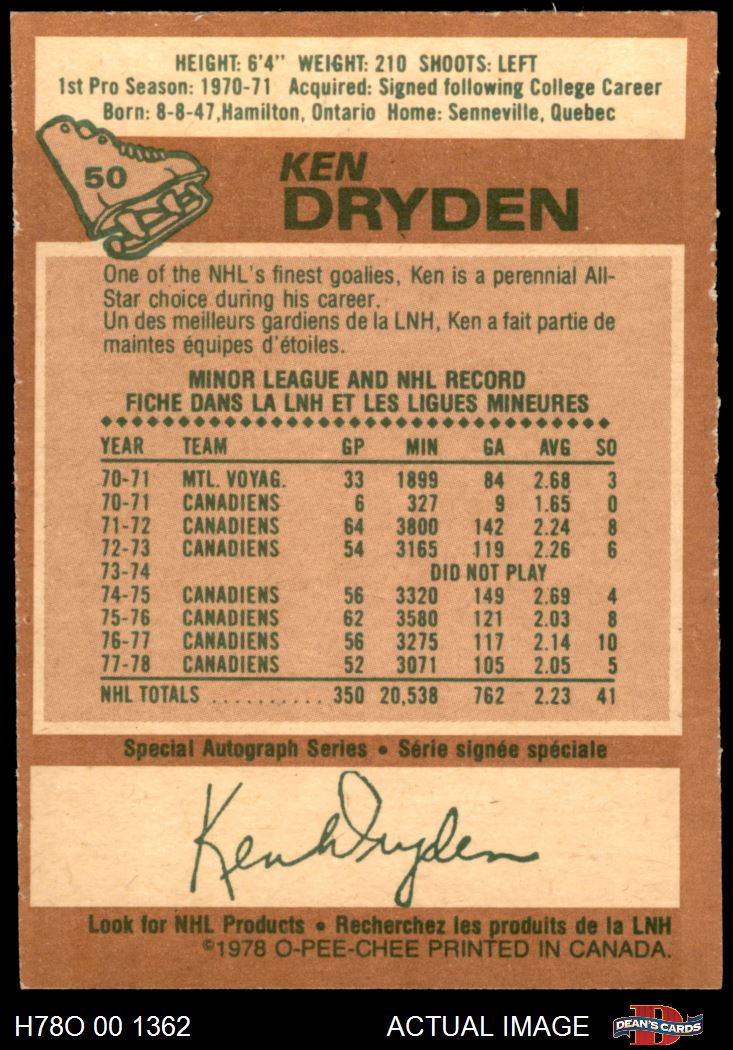 HEIGHT: 6'4" WEIGHT: 210 SHOOTS: LEFT
1st Pro Season: 1970-71 Acquired: Signed following College Career
Born: 8-8-47, Hamilton, Ontario Home: Senneville, Quebec
50
KEN
DRYDEN
One of the NHL's finest goalies, Ken is a perennial All-
Star choice during his career.
Un des meilleurs gardiens de la LNH, Ken a fait partie de
maintes équipes d'étoiles.
MINOR LEAGUE AND NHL RECORD
FICHE DANS LA LNH ET LES LIGUES MINEURES
YEAR TEAM GP MIN GA AVG SO
70-71 MTL. VOYAG. 33 1899 84 2.68 3
70-71 CANADIENS 6 327 9 1.65 0
71-72 CANADIENS 64 3800 142 2.24 8
72-73 CANADIENS 54 3165 119 2.26 6
73-74 DID NOT PLAY
74-75 CANADIENS 56 3320 149 2.69 4
75-76 CANADIENS 62 3580 121 2.03 8
76-77 CANADIENS 56 3275 117 2.14 10
77-78 CANADIENS 52 3071 105 2.05 5
NHL TOTALS .......... 350 20,538 762 2.23 41
Special Autograph Series • Série signée spéciale
Ken Dryden
Look for NHL Products • Recherchez les produits de la LNH
©1978 O-PEE-CHEE PRINTED IN CANADA.
H78O 00 1362 ACTUAL IMAGE D DEAN'S CARDS